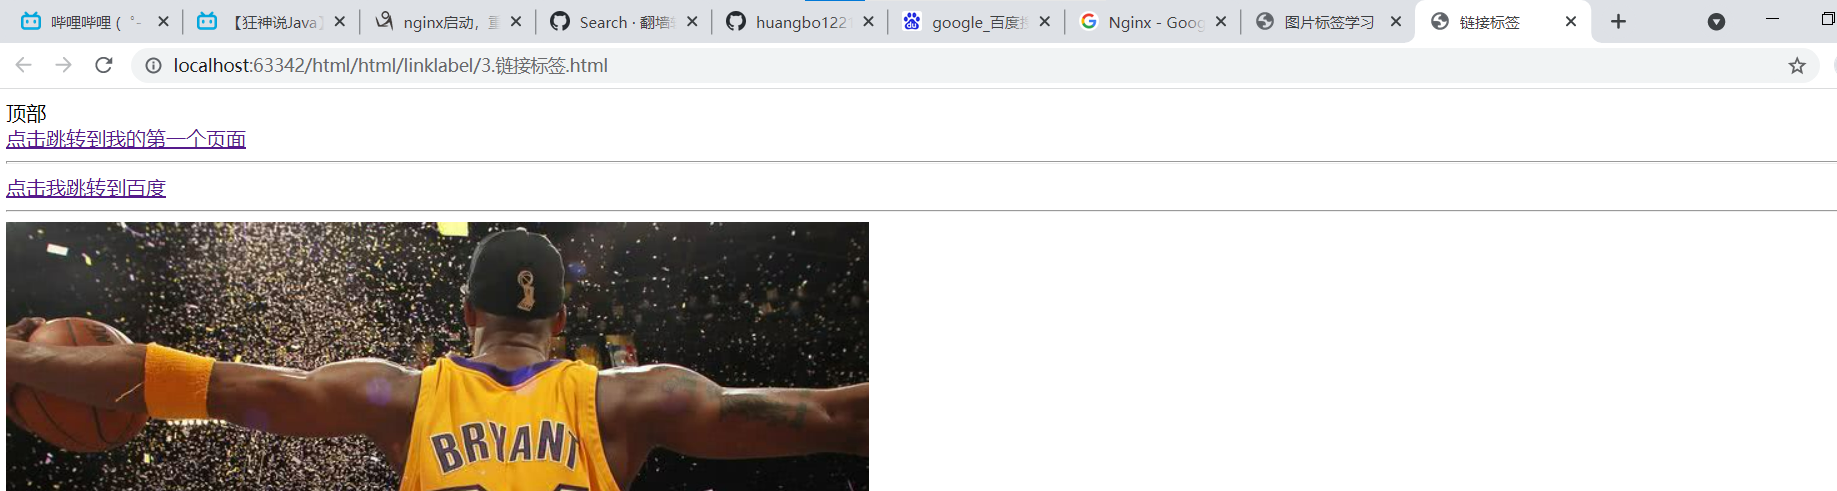 哔哩哔哩 ( ゜-
【狂神说Java】
nginx启动，重
Search · 翻墙
huangbo1221
google_百度搜
Nginx - Goog
图片标签学习
链接标签
localhost:63342/html/html/linklabel/3.链接标签.html
顶部
点击跳转到我的第一个页面
点击我跳转到百度
BRYANT